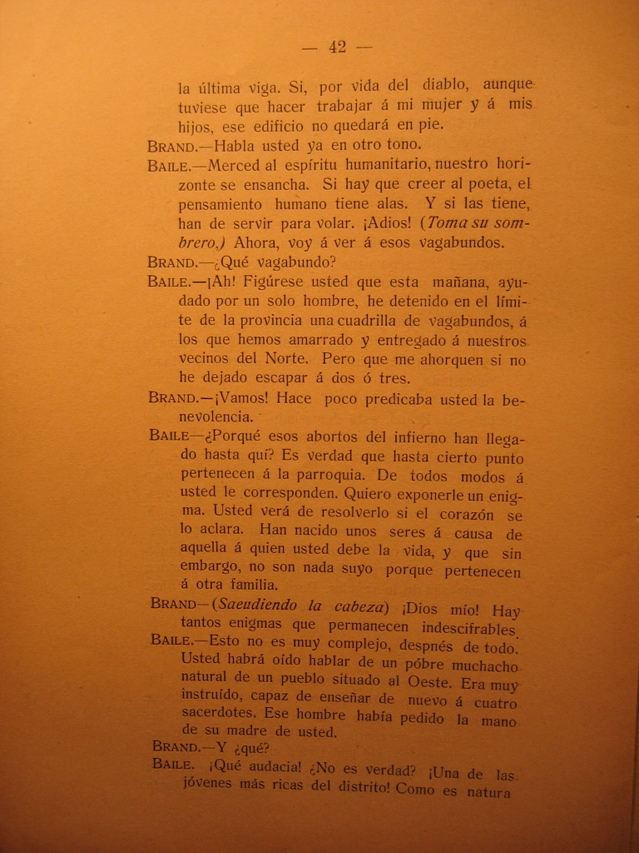 — 42 —
la última viga. Si, por vida del diablo, aunque
tuviese que hacer trabajar á mi mujer y á mis
hijos, ese edificio no quedará en pie.
BRAND.—Habla usted ya en otro tono.
BAILE.—Merced al espíritu humanitario, nuestro hori-
zonte se ensancha. Si hay que creer al poeta, el
pensamiento humano tiene alas. Y si las tiene,
han de servir para volar. ¡Adios! (Toma su som-
brero,) Ahora, voy á ver á esos vagabundos.
BRAND.—¿Qué vagabundo?
BAILE.—¡Ah! Figúrese usted que esta mañana, ayu-
dado por un solo hombre, he detenido en el lími-
te de la provincia una cuadrilla de vagabundos, á
los que hemos amarrado y entregado á nuestros
vecinos del Norte. Pero que me ahorquen si no
he dejado escapar á dos ó tres.
BRAND.—¡Vamos! Hace poco predicaba usted la be-
nevolencia.
BAILE—¿Porqué esos abortos del infierno han llega-
do hasta quí? Es verdad que hasta cierto punto
pertenecen á la parroquia. De todos modos á
usted le corresponden. Quiero exponerle un enig-
ma. Usted verá de resolverlo si el corazón se
lo aclara. Han nacido unos seres á causa de
aquella á quien usted debe la vida, y que sin
embargo, no son nada suyo porque pertenecen
á otra familia.
BRAND—(Saeudiendo la cabeza) ¡Dios mío! Hay
tantos enigmas que permanecen indescifrables.
BAILE.—Esto no es muy complejo, despnés de todo.
Usted habrá oído hablar de un póbre muchacho
natural de un pueblo situado al Oeste. Era muy
instruído, capaz de enseñar de nuevo á cuatro
sacerdotes. Ese hombre había pedido la mano
de su madre de usted.
BRAND.—Y ¿qué?
BAILE. ¡Qué audacia! ¿No es verdad? ¡Una de las
jóvenes más ricas del distrito! Como es natura